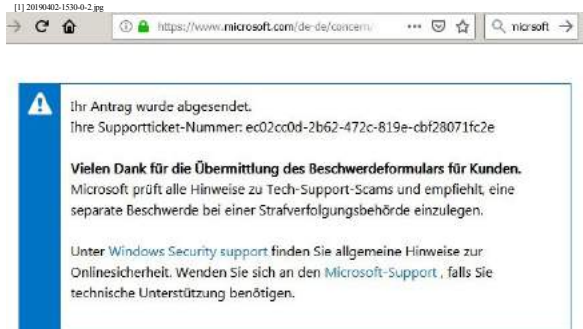 [1] 20190402-1530-0-2.jpg
https://www.microsoft.com/de-de/concern/
nicrsoft
Ihr Antrag wurde abgesendet.
Ihre Supportticket-Nummer: ec02cc0d-2b62-472c-819e-cbf28071fc2e
Vielen Dank für die Übermittlung des Beschwerdeformulars für Kunden.
Microsoft prüft alle Hinweise zu Tech-Support-Scams und empfiehlt, eine
separate Beschwerde bei einer Strafverfolgungsbehörde einzulegen.
Unter Windows Security support finden Sie allgemeine Hinweise zur
Onlinesicherheit. Wenden Sie sich an den Microsoft-Support , falls Sie
technische Unterstützung benötigen.